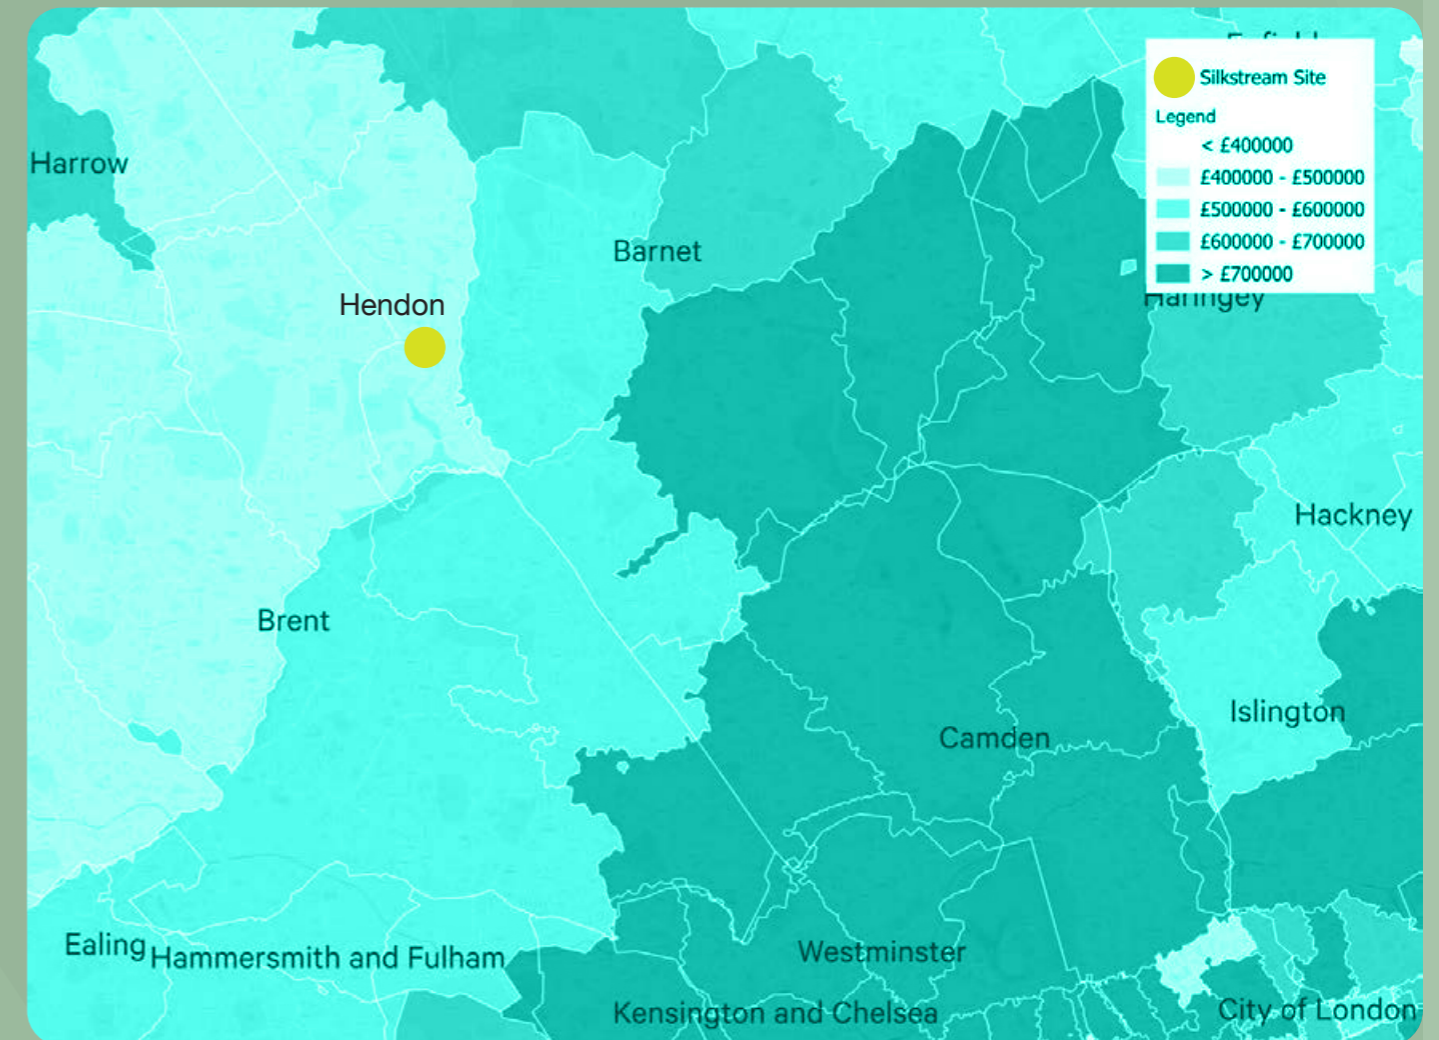 Silkstream Site
Legend
< £400000
£400000 - £500000
£500000 - £600000
£600000 - £700000
> £700000
Harrow
Barnet
Hendon
Haringey
Hackney
Brent
Islington
Camden
Ealing
Hammersmith and Fulham
Westminster
Kensington and Chelsea
City of London